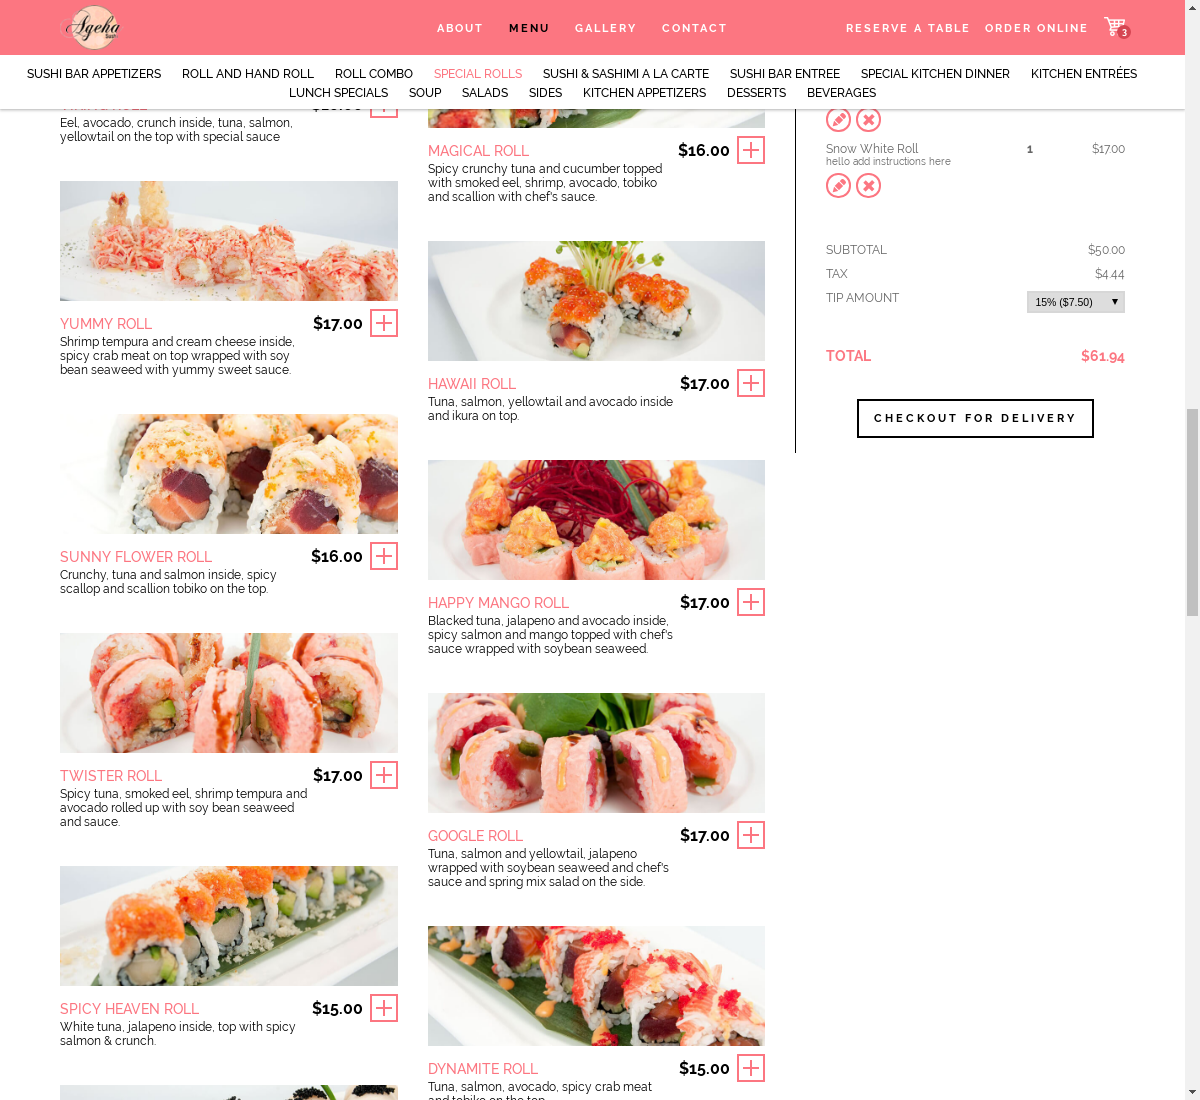 Ageha
Sushi
ABOUT
MENU
GALLERY
CONTACT
RESERVE A TABLE
ORDER ONLINE
3
SUSHI BAR APPETIZERS
ROLL AND HAND ROLL
ROLL COMBO
SPECIAL ROLLS
SUSHI & SASHIMI A LA CARTE
SUSHI BAR ENTREE
SPECIAL KITCHEN DINNER
KITCHEN ENTRÉES
LUNCH SPECIALS
SOUP
SALADS
SIDES
KITCHEN APPETIZERS
DESSERTS
BEVERAGES
Eel, avocado, crunch inside, tuna, salmon,
yellowtail on the top with special sauce
YUMMY ROLL
$17.00
Shrimp tempura and cream cheese inside,
spicy crab meat on top wrapped with soy
bean seaweed with yummy sweet sauce.
SUNNY FLOWER ROLL
$16.00
Crunchy, tuna and salmon inside, spicy
scallop and scallion tobiko on the top.
TWISTER ROLL
$17.00
Spicy tuna, smoked eel, shrimp tempura and
avocado rolled up with soy bean seaweed
and sauce.
SPICY HEAVEN ROLL
$15.00
White tuna, jalapeno inside, top with spicy
salmon & crunch.
MAGICAL ROLL
$16.00
Spicy crunchy tuna and cucumber topped
with smoked eel, shrimp, avocado, tobiko
and scallion with chef's sauce.
HAWAII ROLL
$17.00
Tuna, salmon, yellowtail and avocado inside
and ikura on top.
HAPPY MANGO ROLL
$17.00
Blacked tuna, jalapeno and avocado inside,
spicy salmon and mango topped with chef's
sauce wrapped with soybean seaweed.
GOOGLE ROLL
$17.00
Tuna, salmon and yellowtail, jalapeno
wrapped with soybean seaweed and chef's
sauce and spring mix salad on the side.
DYNAMITE ROLL
$15.00
Tuna, salmon, avocado, spicy crab meat
and tobiko on the top
Snow White Roll
1
$17.00
hello add instructions here
SUBTOTAL
$50.00
TAX
$4.44
TIP AMOUNT
15% ($7.50)
TOTAL
$61.94
CHECKOUT FOR DELIVERY